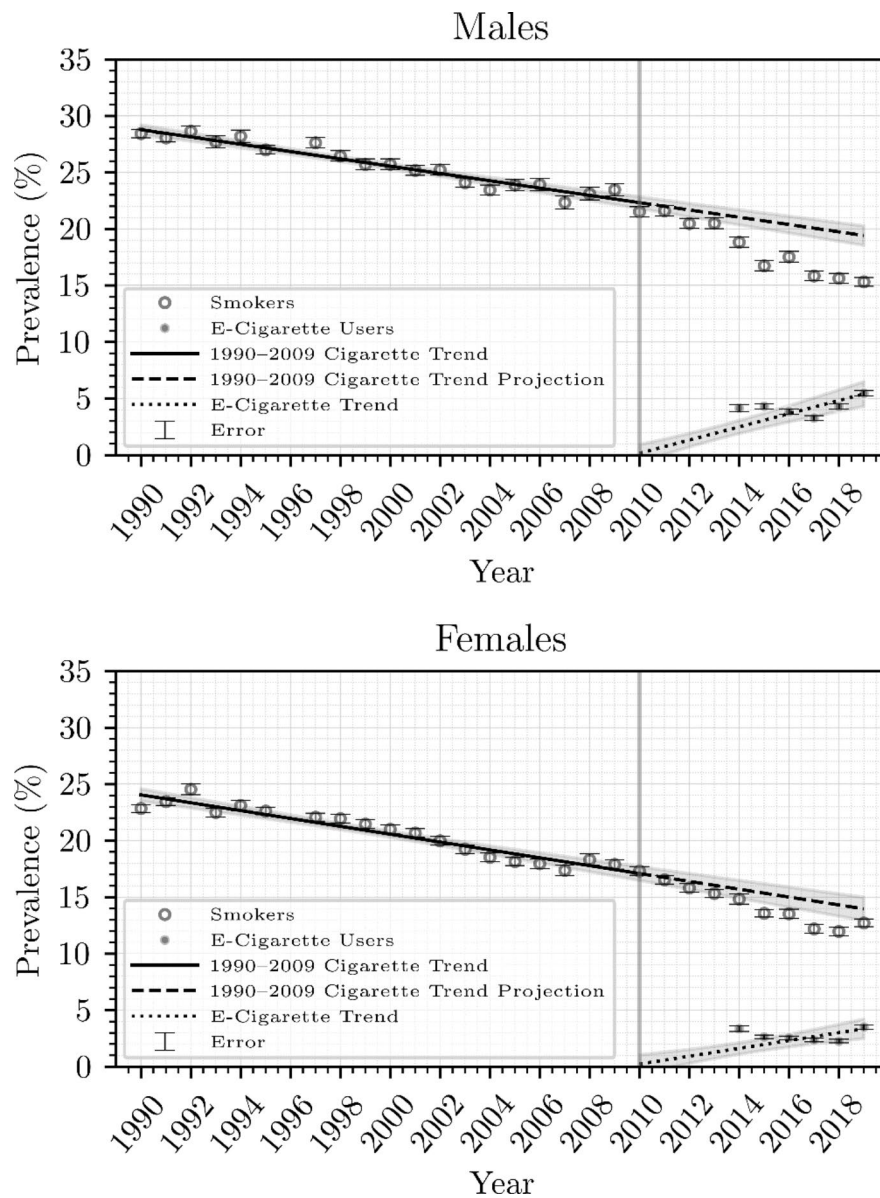 Males
Prevalence (%)
35
30
25
20
15
10
5
0
Smokers
E-Cigarette Users
1990–2009 Cigarette Trend
1990–2009 Cigarette Trend Projection
E-Cigarette Trend
Error
1990 1992 1994 1996 1998 2000 2002 2004 2006 2008 2010 2012 2014 2016 2018
Year
Females
Prevalence (%)
35
30
25
20
15
10
5
0
Smokers
E-Cigarette Users
1990–2009 Cigarette Trend
1990–2009 Cigarette Trend Projection
E-Cigarette Trend
Error
1990 1992 1994 1996 1998 2000 2002 2004 2006 2008 2010 2012 2014 2016 2018
Year